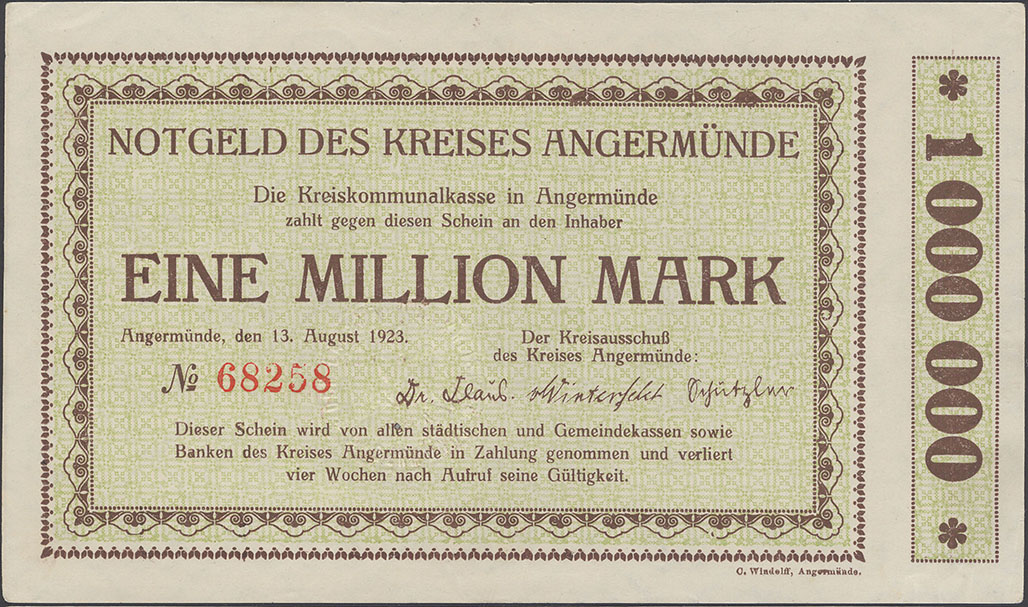 NOTGELD DES KREISES ANGERMÜNDE
Die Kreiskommunalkasse in Angermünde
zahlt gegen diesen Schein an den Inhaber
EINE MILLION MARK
Angermünde, den 13. August 1923.
Der Kreisausschuß
des Kreises Angermünde:
№ 68258
Dr. Winterfeldt
Dieser Schein wird von allen städtischen und Gemeindekassen sowie
Banken des Kreises Angermünde in Zahlung genommen und verliert
vier Wochen nach Aufruf seine Gültigkeit.
C. Windolff, Angermünde.
1 000 000